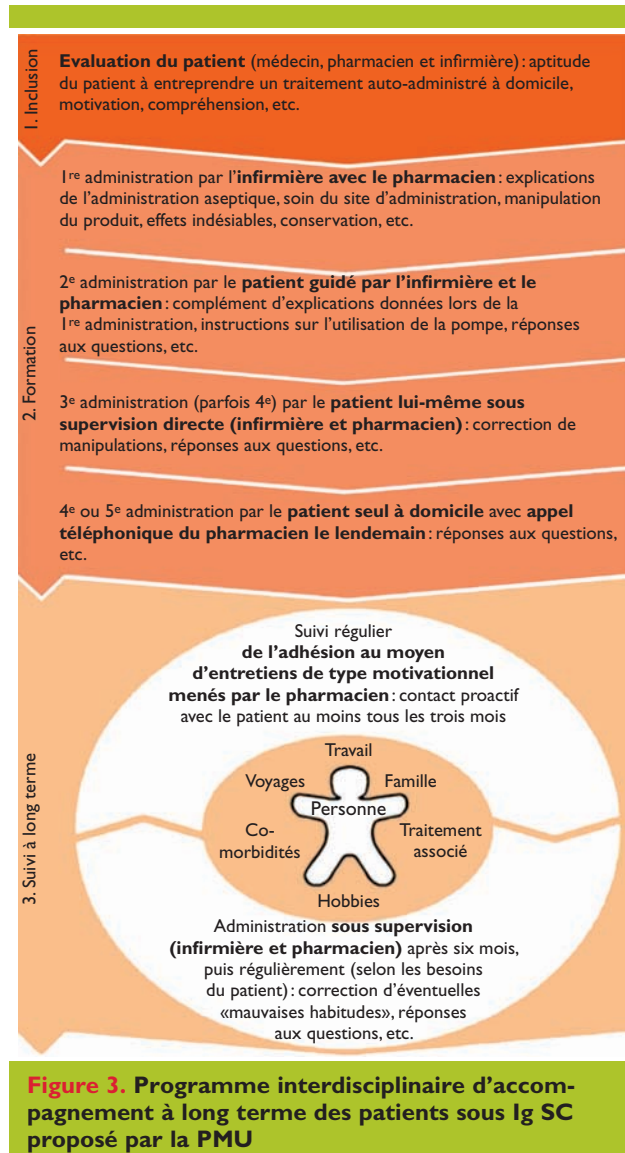 1. Inclusion
Evaluation du patient (médecin, pharmacien et infirmière) : aptitude
du patient à entreprendre un traitement auto-administré à domicile,
motivation, compréhension, etc.
2. Formation
1re administration par l'infirmière avec le pharmacien : explications
de l'administration aseptique, soin du site d'administration, manipulation
du produit, effets indésiables, conservation, etc.
2e administration par le patient guidé par l'infirmière et le
pharmacien : complément d'explications données lors de la
1re administration, instructions sur l'utilisation de la pompe, réponses
aux questions, etc.
3e administration (parfois 4e) par le patient lui-même sous
supervision directe (infirmière et pharmacien) : correction de
manipulations, réponses aux questions, etc.
4e ou 5e administration par le patient seul à domicile avec appel
téléphonique du pharmacien le lendemain : réponses aux questions,
etc.
3. Suivi à long terme
Suivi régulier
de l'adhésion au moyen
d'entretiens de type motivationnel
menés par le pharmacien : contact proactif
avec le patient au moins tous les trois mois
Travail
Voyages
Famille
Personne
Co-
morbidités
Traitement
associé
Hobbies
Administration sous supervision
(infirmière et pharmacien) après six mois,
puis régulièrement (selon les besoins
du patient) : correction d'éventuelles
«mauvaises habitudes», réponses
aux questions, etc.
Figure 3. Programme interdisciplinaire d'accom-
pagnement à long terme des patients sous Ig SC
proposé par la PMU